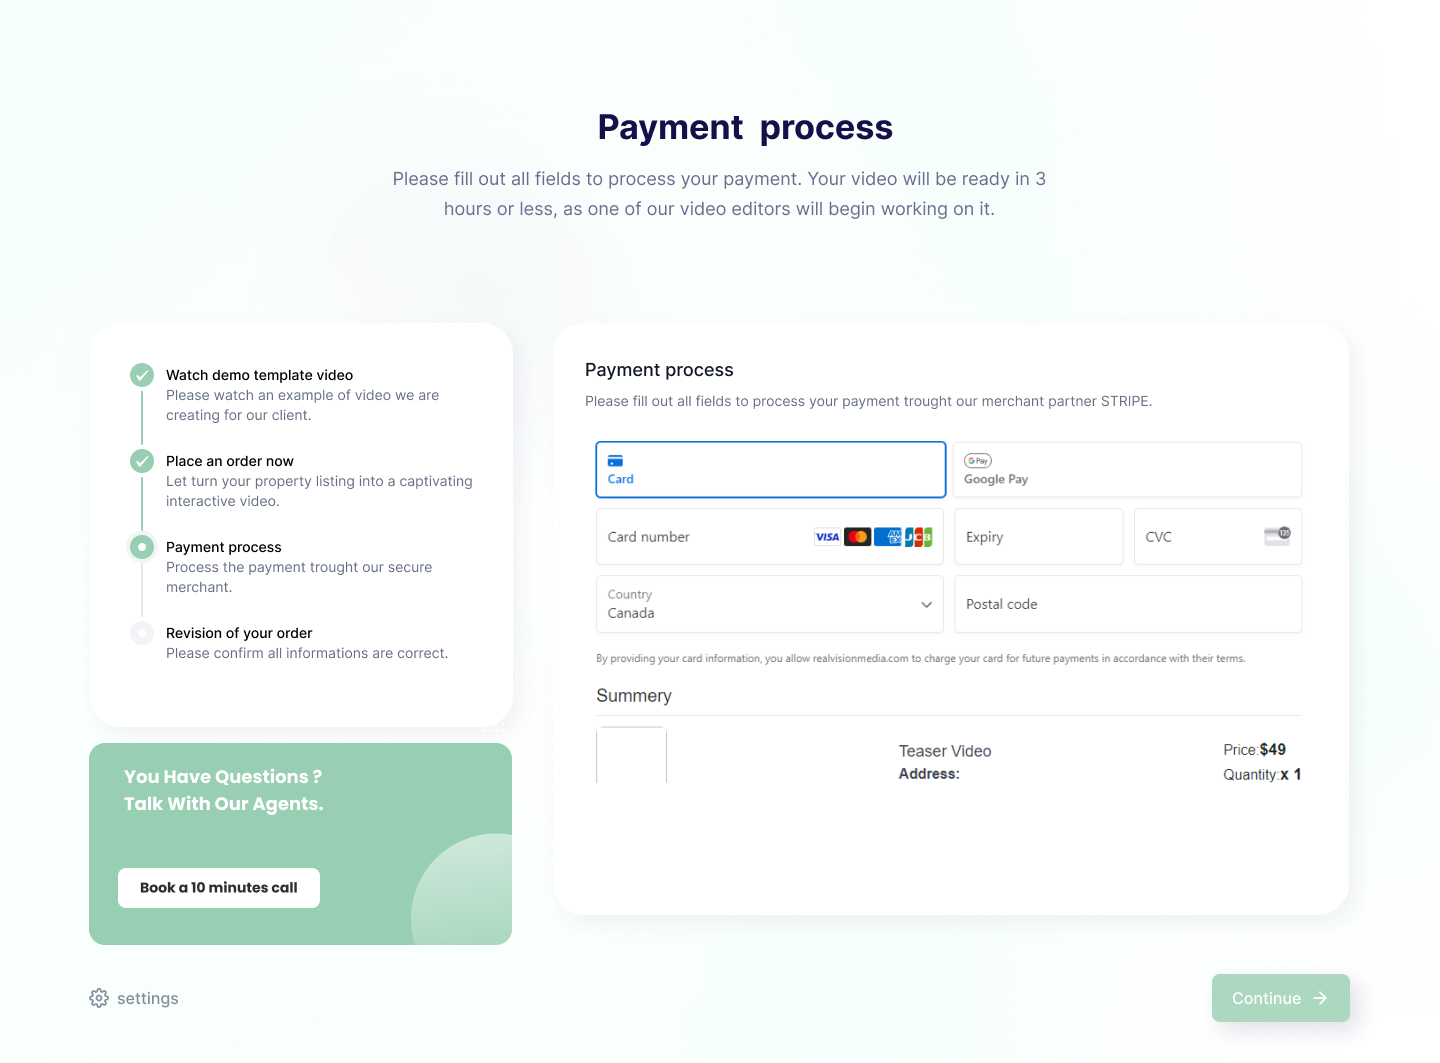 Payment process
Please fill out all fields to process your payment. Your video will be ready in 3
hours or less, as one of our video editors will begin working on it.
Watch demo template video
Please watch an example of video we are
creating for our client.
Place an order now
Let turn your property listing into a captivating
interactive video.
Payment process
Process the payment trought our secure
merchant.
Revision of your order
Please confirm all informations are correct.
You Have Questions ?
Talk With Our Agents.
Book a 10 minutes call
settings
Payment process
Please fill out all fields to process your payment trought our merchant partner STRIPE.
Card
G Pay
Google Pay
Card number VISA AMEX JCB
Expiry
CVC 135
Country
Canada
Postal code
By providing your card information, you allow realvisionmedia.com to charge your card for future payments in accordance with their terms.
Summery
Teaser Video Price:$49
Address: Quantity:x 1
Continue